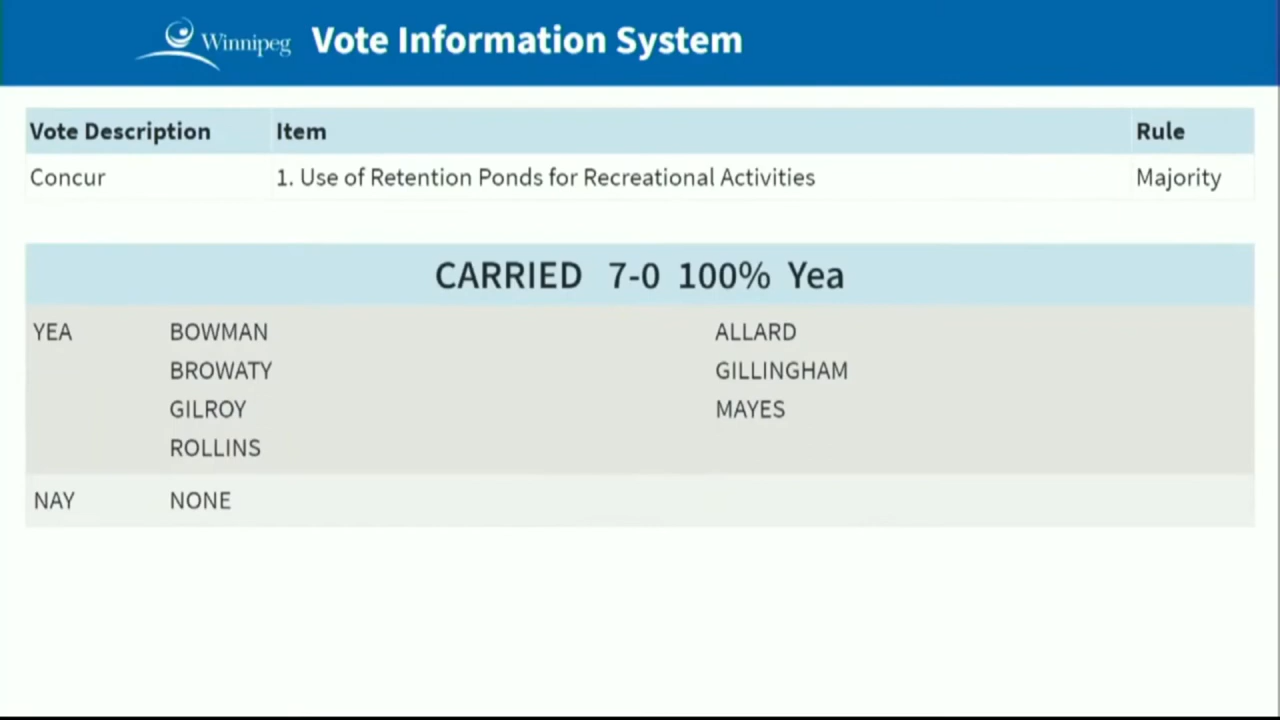 Winnipeg Vote Information System
Vote Description Item Rule
Concur 1. Use of Retention Ponds for Recreational Activities Majority
CARRIED 7-0 100% Yea
YEA BOWMAN ALLARD
BROWATY GILLINGHAM
GILROY MAYES
ROLLINS
NAY NONE